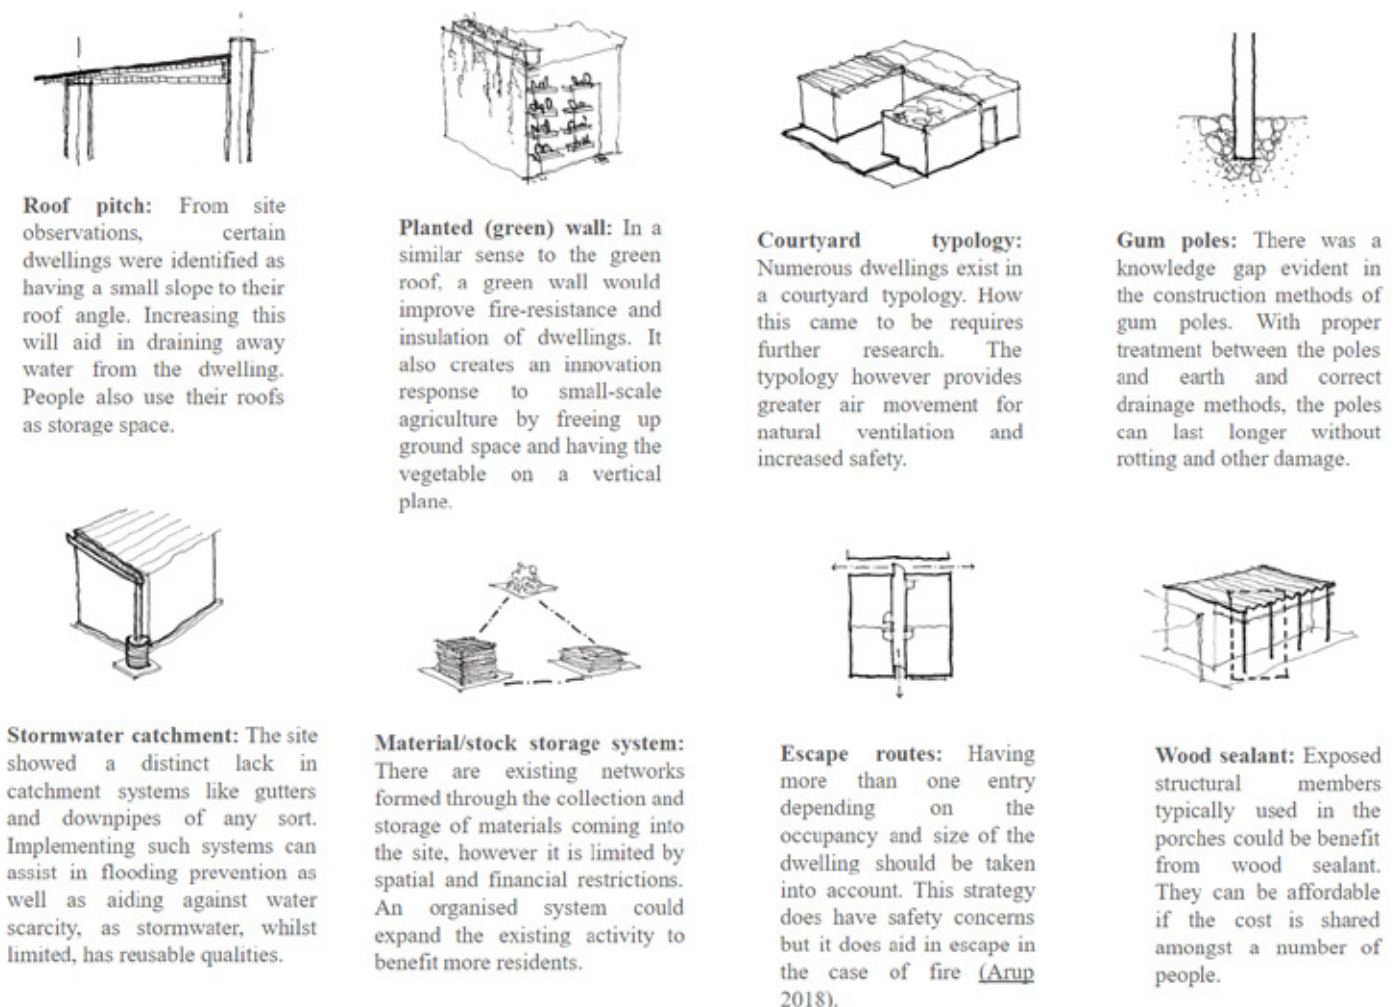 Roof pitch: From site
observations, certain
dwellings were identified as
having a small slope to their
roof angle. Increasing this
will aid in draining away
water from the dwelling.
People also use their roofs
as storage space.
Planted (green) wall: In a
similar sense to the green
roof, a green wall would
improve fire-resistance and
insulation of dwellings. It
also creates an innovation
response to small-scale
agriculture by freeing up
ground space and having the
vegetable on a vertical
plane.
Courtyard typology:
Numerous dwellings exist in
a courtyard typology. How
this came to be requires
further research. The
typology however provides
greater air movement for
natural ventilation and
increased safety.
Gum poles: There was a
knowledge gap evident in
the construction methods of
gum poles. With proper
treatment between the poles
and earth and correct
drainage methods, the poles
can last longer without
rotting and other damage.
Stormwater catchment: The site
showed a distinct lack in
catchment systems like gutters
and downpipes of any sort.
Implementing such systems can
assist in flooding prevention as
well as aiding against water
scarcity, as stormwater, whilst
limited, has reusable qualities.
Material/stock storage system:
There are existing networks
formed through the collection and
storage of materials coming into
the site, however it is limited by
spatial and financial restrictions.
An organised system could
expand the existing activity to
benefit more residents.
Escape routes: Having
more than one entry
depending on the
occupancy and size of the
dwelling should be taken
into account. This strategy
does have safety concerns
but it does aid in escape in
the case of fire (Arup
2018).
Wood sealant: Exposed
structural members
typically used in the
porches could be benefit
from wood sealant.
They can be affordable
if the cost is shared
amongst a number of
people.